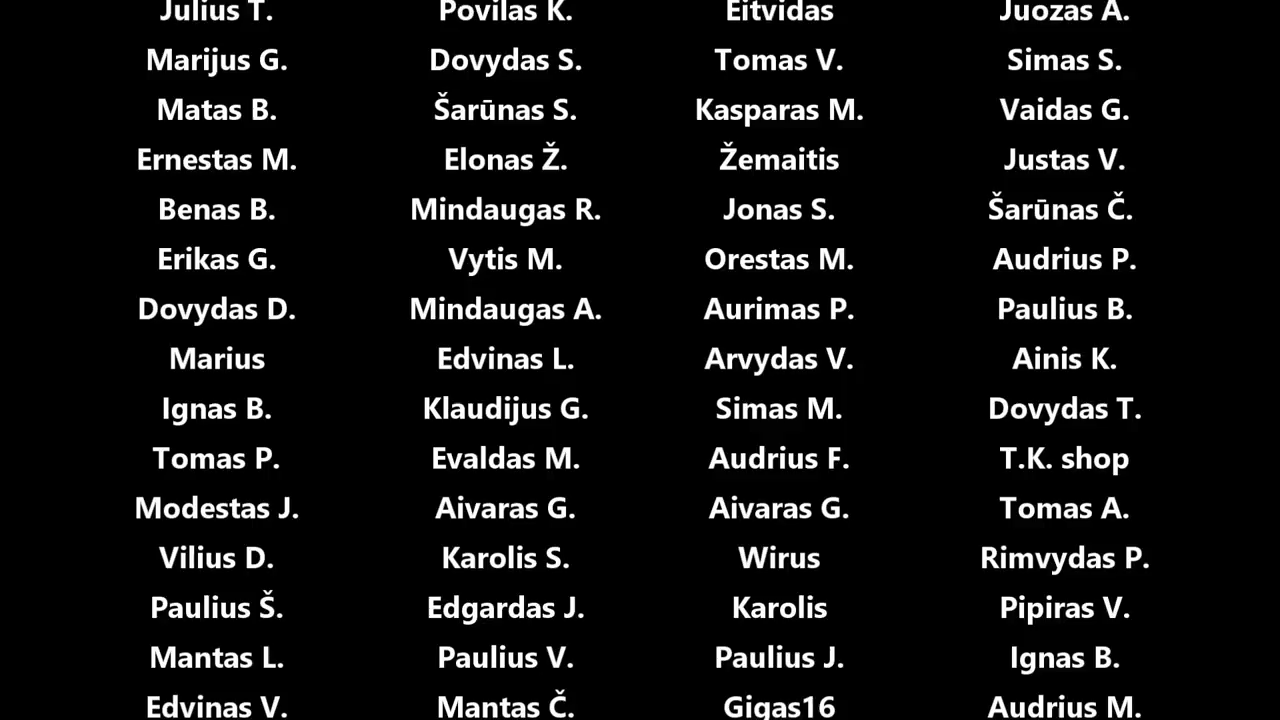 Julius T. Povilas K. Eitvidas Juozas A.
Marijus G. Dovydas S. Tomas V. Simas S.
Matas B. Šarūnas S. Kasparas M. Vaidas G.
Ernestas M. Elonas Ž. Žemaitis Justas V.
Benas B. Mindaugas R. Jonas S. Šarūnas Č.
Erikas G. Vytis M. Orestas M. Audrius P.
Dovydas D. Mindaugas A. Aurimas P. Paulius B.
Marius Edvinas L. Arvydas V. Ainis K.
Ignas B. Klaudijus G. Simas M. Dovydas T.
Tomas P. Evaldas M. Audrius F. T.K. shop
Modestas J. Aivaras G. Aivaras G. Tomas A.
Vilius D. Karolis S. Wirus Rimvydas P.
Paulius Š. Edgardas J. Karolis Pipiras V.
Mantas L. Paulius V. Paulius J. Ignas B.
Edvinas V. Mantas Č. Gigas16 Audrius M.